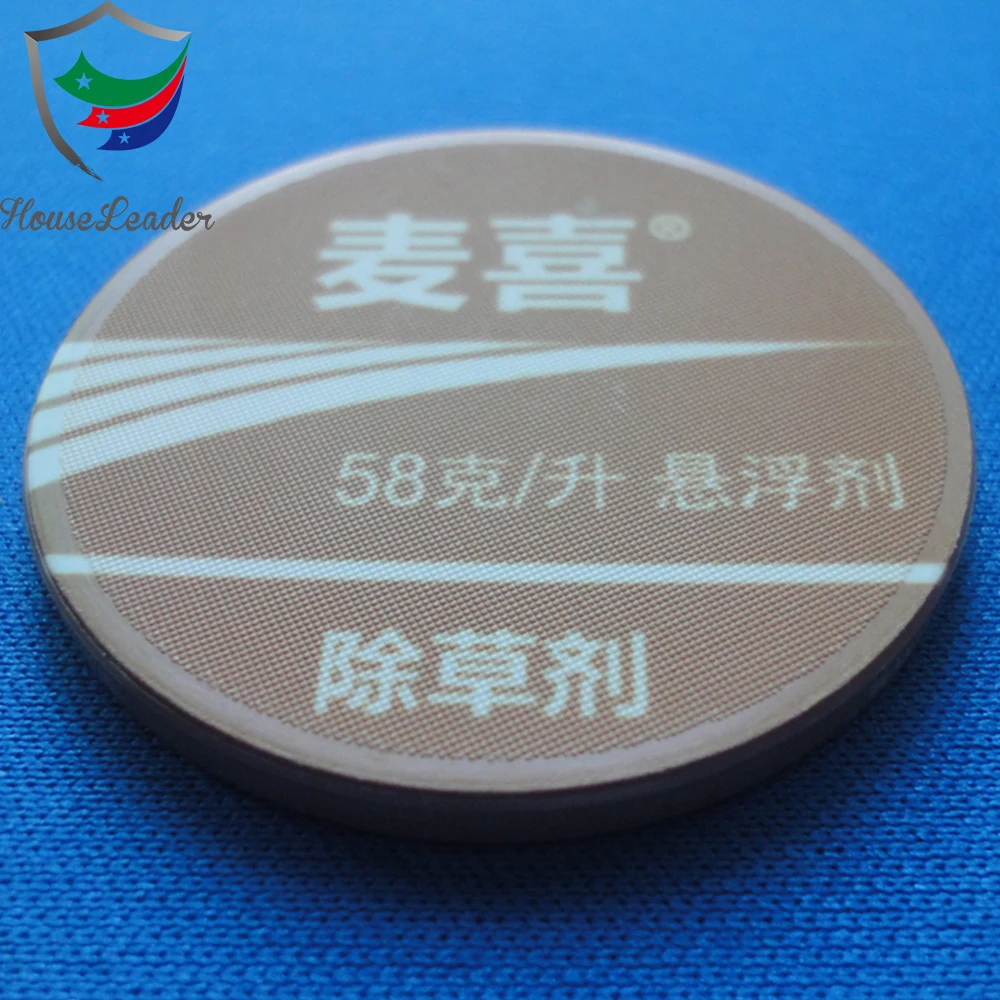 HouseLeader
麦喜®
58克/升 悬浮剂
除草剂